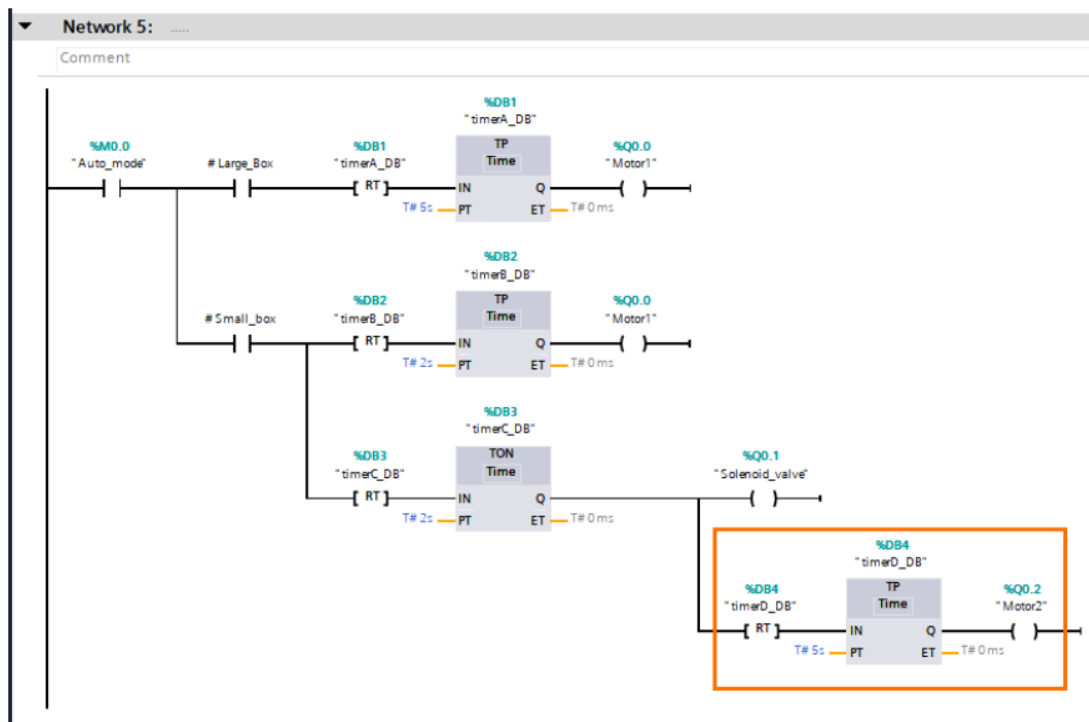 Network 5: .....
Comment
%DB1
"timerA_DB"
%M0.0
"Auto_mode"
#Large_Box
%DB1
"timerA_DB"
TP
Time
%Q0.0
"Motor1"
RT
IN
Q
T#5s
PT
ET
T#0ms
%DB2
"timerB_DB"
#Small_box
%DB2
"timerB_DB"
TP
Time
%Q0.0
"Motor1"
RT
IN
Q
T#2s
PT
ET
T#0ms
%DB3
"timerC_DB"
%DB3
"timerC_DB"
TON
Time
%Q0.1
"Solenoid_valve"
RT
IN
Q
T#2s
PT
ET
T#0ms
%DB4
"timerD_DB"
%DB4
"timerD_DB"
TP
Time
%Q0.2
"Motor2"
RT
IN
Q
T#5s
PT
ET
T#0ms